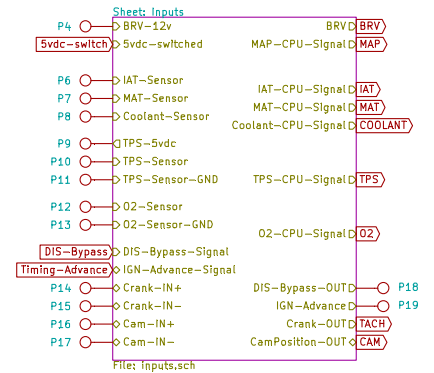 Sheet: inputs
P4 BRV-12v BRV BRV
5vdc-switch 5vdc-switched MAP-CPU-Signal MAP
P6 IAT-Sensor IAT-CPU-Signal IAT
P7 MAT-Sensor MAT-CPU-Signal MAT
P8 Coolant-Sensor Coolant-CPU-Signal COOLANT
P9 TPS-5vdc
P10 TPS-Sensor
P11 TPS-Sensor-GND TPS-CPU-Signal TPS
P12 O2-Sensor
P13 O2-Sensor-GND O2-CPU-Signal O2
DIS-Bypass DIS-Bypass-Signal
Timing-Advance IGN-Advance-Signal
P14 Crank-IN+ DIS-Bypass-OUT P18
P15 Crank-IN- IGN-Advance P19
P16 Cam-IN+ Crank-OUT TACH
P17 Cam-IN- CamPosition-OUT CAM
File: inputs.sch